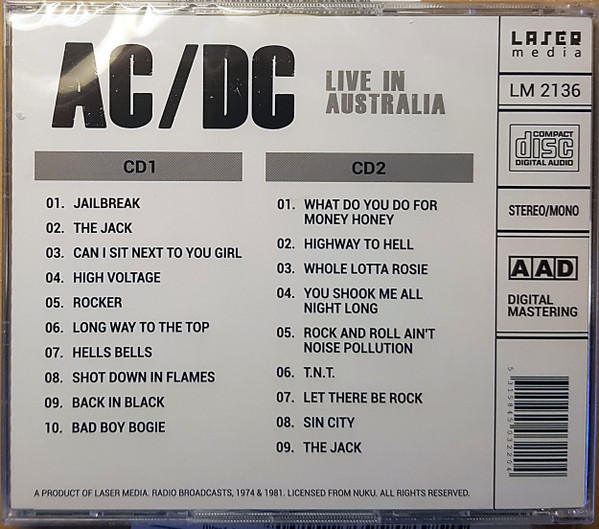 AC/DC
LIVE IN
AUSTRALIA
CD1
01. JAILBREAK
02. THE JACK
03. CAN I SIT NEXT TO YOU GIRL
04. HIGH VOLTAGE
05. ROCKER
06. LONG WAY TO THE TOP
07. HELLS BELLS
08. SHOT DOWN IN FLAMES
09. BACK IN BLACK
10. BAD BOY BOGIE
CD2
01. WHAT DO YOU DO FOR
MONEY HONEY
02. HIGHWAY TO HELL
03. WHOLE LOTTA ROSIE
04. YOU SHOOK ME ALL
NIGHT LONG
05. ROCK AND ROLL AIN'T
NOISE POLLUTION
06. T.N.T.
07. LET THERE BE ROCK
08. SIN CITY
09. THE JACK
LASER
media
LM 2136
COMPACT
disc
DIGITAL AUDIO
STEREO/MONO
AAD
DIGITAL
MASTERING
A PRODUCT OF LASER MEDIA. RADIO BROADCASTS, 1974 & 1981. LICENSED FROM NUKU. ALL RIGHTS RESERVED.